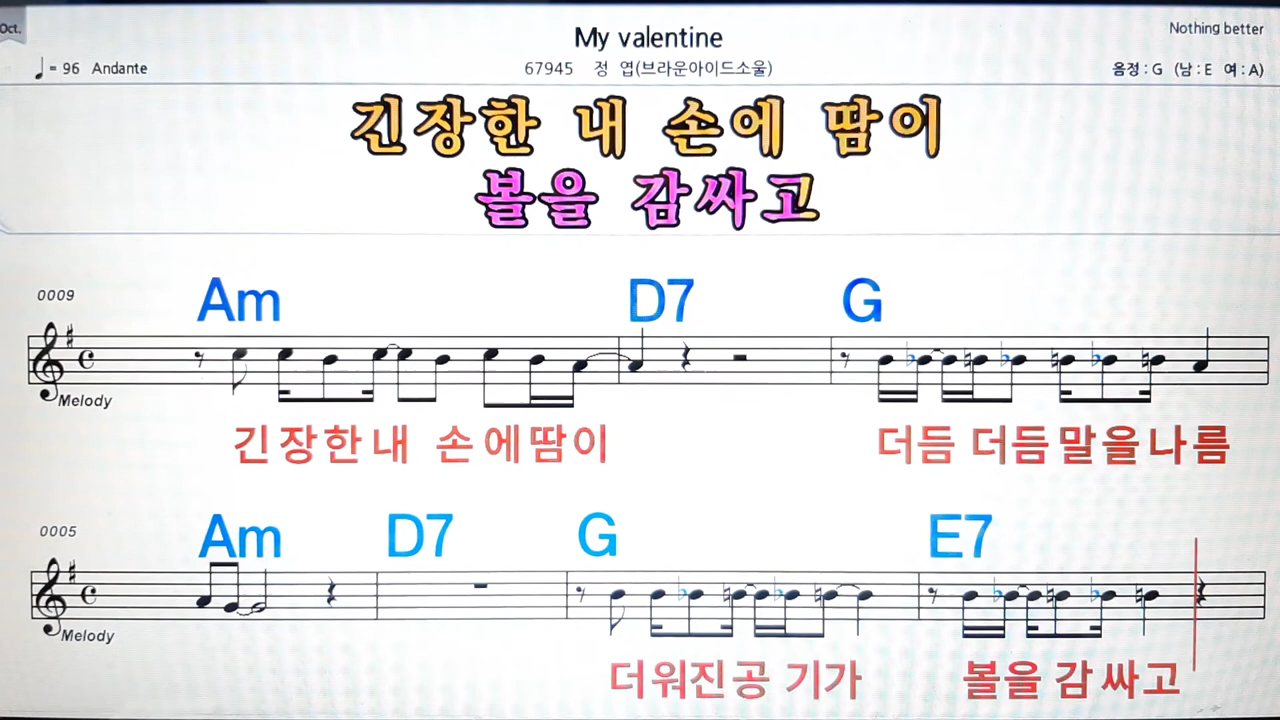 Oct.
My valentine
Nothing better
♩= 96 Andante
67945 정 엽(브라운아이드소울)
음정 : G (남 : E 여 : A)
긴장한 내 손에 땀이
볼을 감싸고
0009
Am D7 G
Melody
긴장한내 손에땀이 더듬 더듬말을나름
0005
Am D7 G E7
Melody
더워진공 기가 볼을 감 싸고